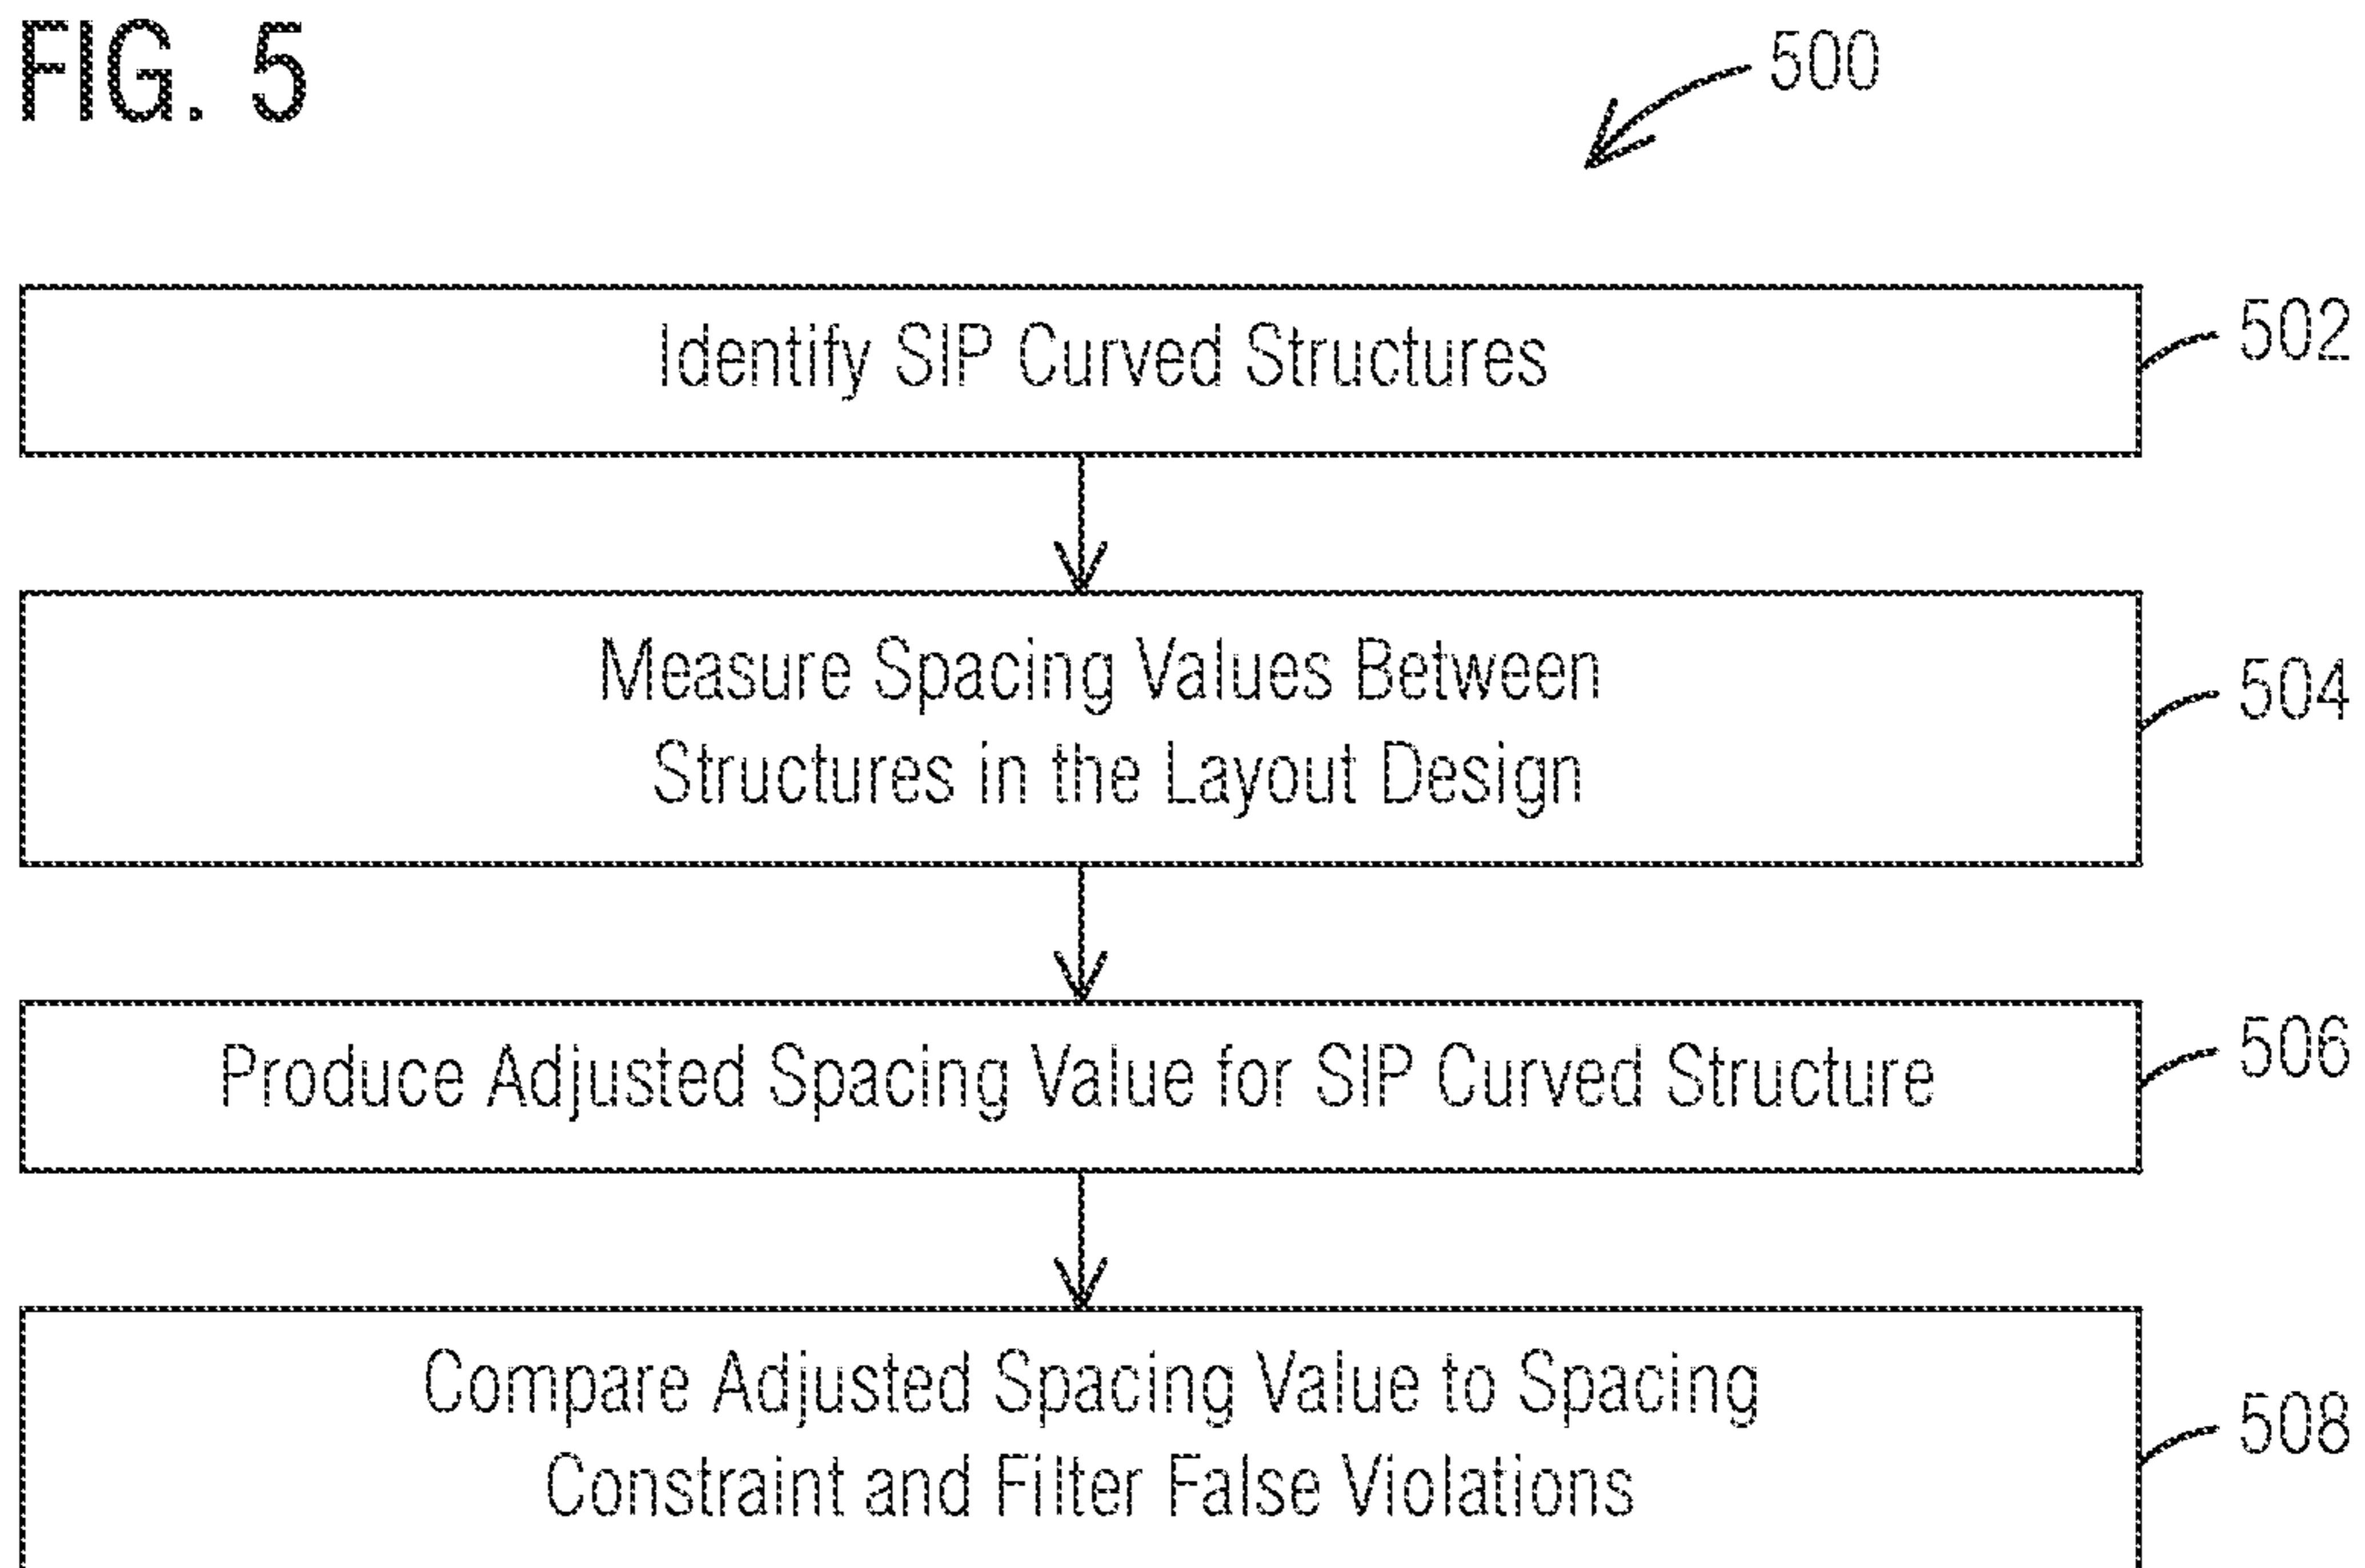 FIG. 5
500
Identify SIP Curved Structures
502
Measure Spacing Values Between
Structures in the Layout Design
504
Produce Adjusted Spacing Value for SIP Curved Structure
506
Compare Adjusted Spacing Value to Spacing
Constraint and Filter False Violations
508